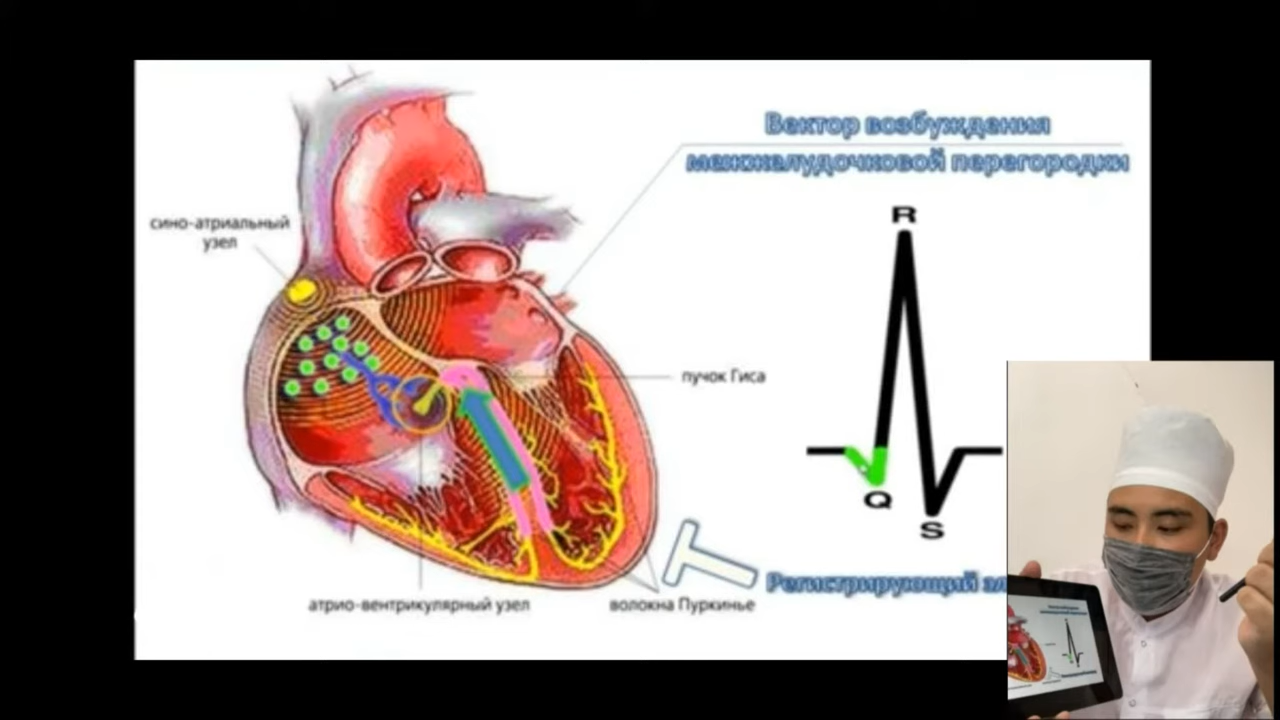 Вектор возбуждения
межжелудочковой перегородки
R
сино-атриальный
узел
пучок Гиса
Q
S
Регистрирующий
атрио-вентрикулярный узел
волокна Пуркинье